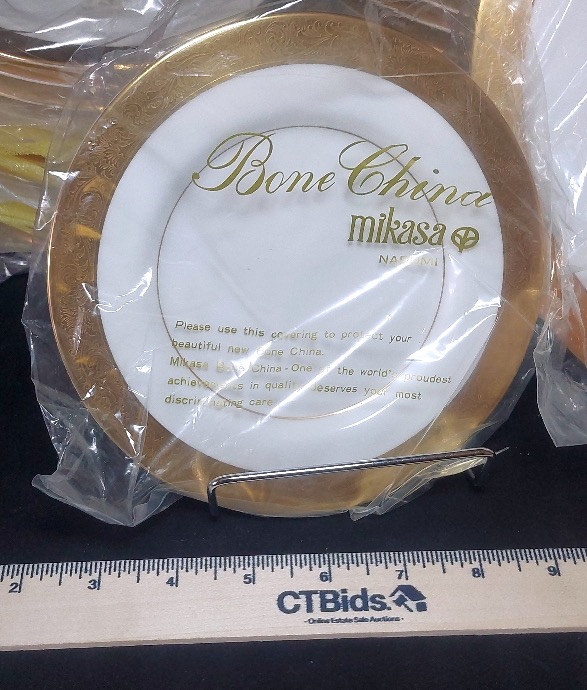 Bone China
mikasa
NARUMI
Please use this covering to protect your
beautiful new Bone China.
Mikasa Bone China - One of the world's proudest
achievements in quality deserves your most
discriminating care
2 3 4 5 6 7 8 9
CTBids.
- Online Estate Sale Auctions -